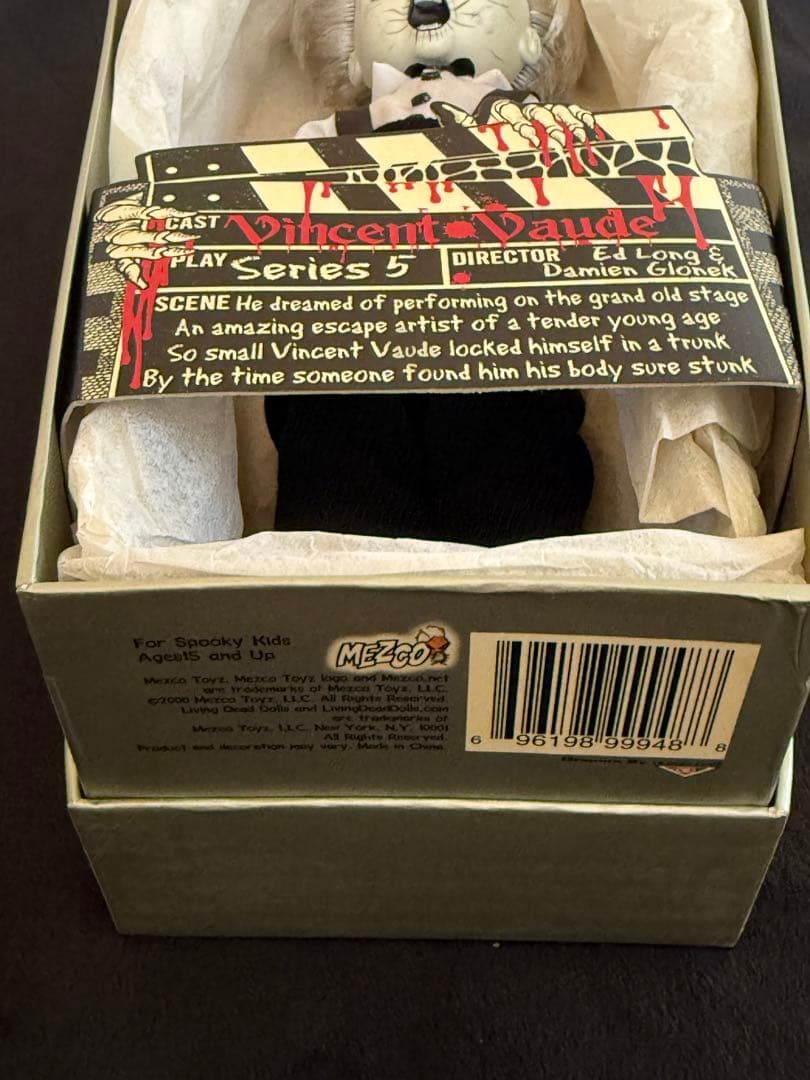 CAST Vincent Vaude
PLAY Series 5
DIRECTOR Ed Long &
Damien Glonek
SCENE He dreamed of performing on the grand old stage
An amazing escape artist of a tender young age
So small Vincent Vaude locked himself in a trunk
By the time someone found him his body sure stunk
For Spooky Kids
Ages15 and Up
MEZCO
Mezco Toyz, Mezco Toyz logo and Mezco.net
are trademarks of Mezco Toyz, LLC.
©2000 Mezco Toyz, LLC. All Rights Reserved.
Living Dead Dolls and LivingDeadDolls.com
are trademarks of
Mezco Toyz, LLC, New York, N.Y. 10001
All Rights Reserved.
Product and decoration may vary. Made in China.
6 96198 99948 8